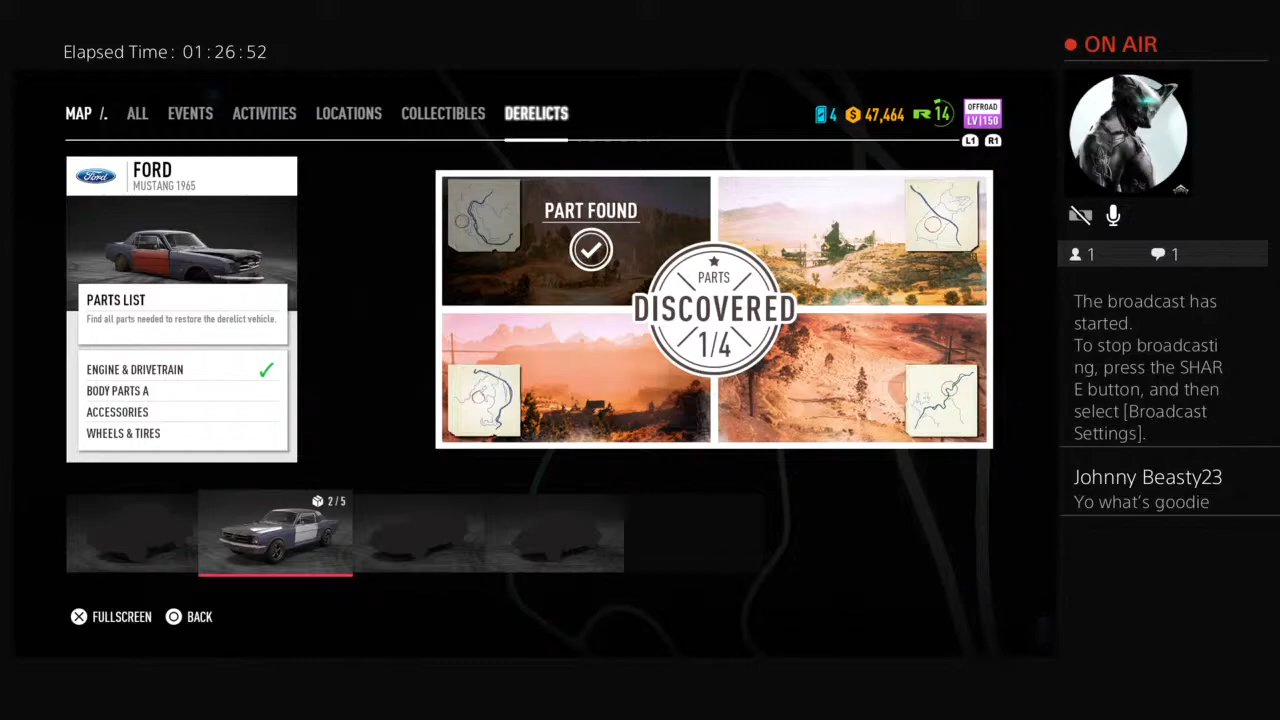 Elapsed Time: 01:26:52
ON AIR
MAP /. ALL EVENTS ACTIVITIES LOCATIONS COLLECTIBLES DERELICTS
4 $ 47,464 R 14 OFFROAD
LV|150
L1 R1
Ford
FORD
MUSTANG 1965
PARTS LIST
Find all parts needed to restore the derelict vehicle.
ENGINE & DRIVETRAIN
BODY PARTS A
ACCESSORIES
WHEELS & TIRES
PART FOUND
PARTS
DISCOVERED
1/4
2/5
FULLSCREEN BACK
1 1
The broadcast has
started.
To stop broadcasti
ng, press the SHAR
E button, and then
select [Broadcast
Settings].
Johnny Beasty23
Yo what's goodie